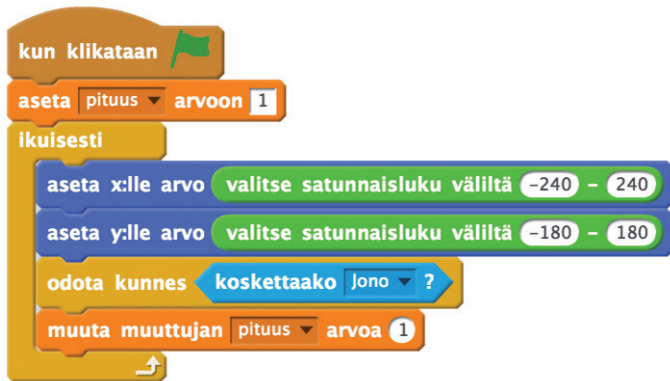 kun klikataan
aseta pituus arvoon 1
ikuisesti
aseta x:lle arvo valitse satunnaisluku väliltä -240 - 240
aseta y:lle arvo valitse satunnaisluku väliltä -180 - 180
odota kunnes koskettaako Jono ?
muuta muuttujan pituus arvoa 1